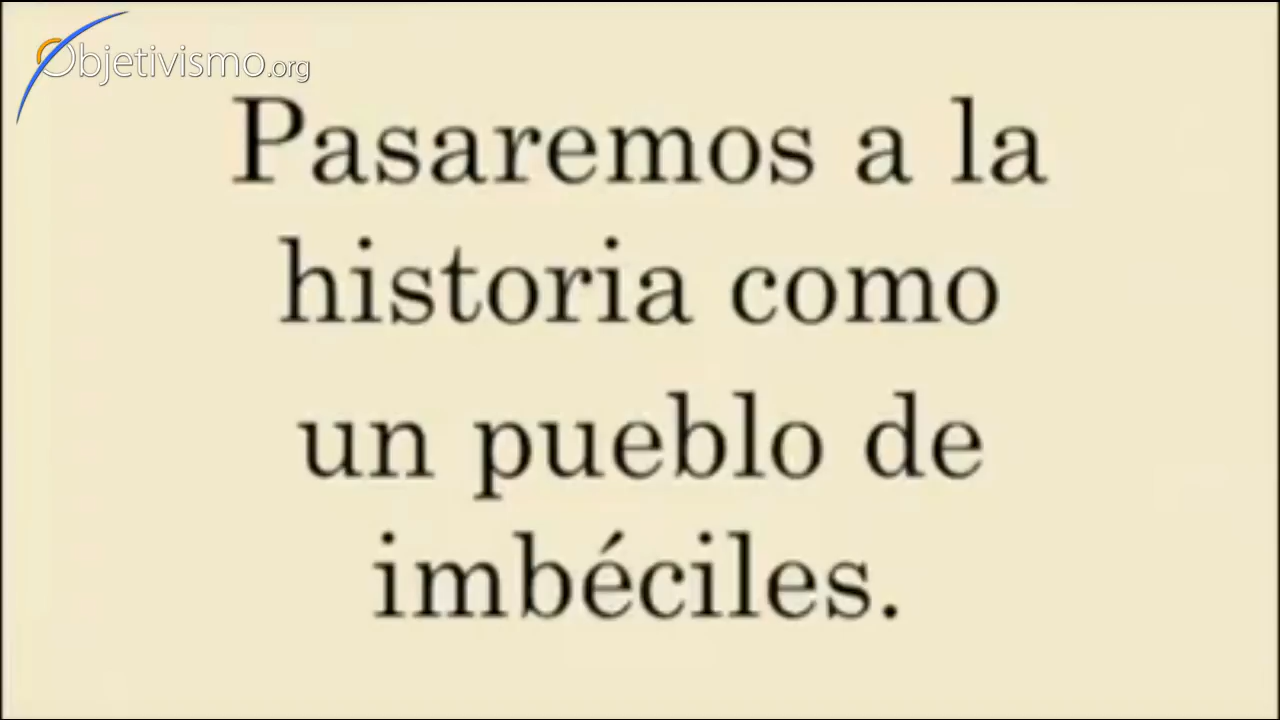 Objetivismo.org
Pasaremos a la
historia como
un pueblo de
imbéciles.